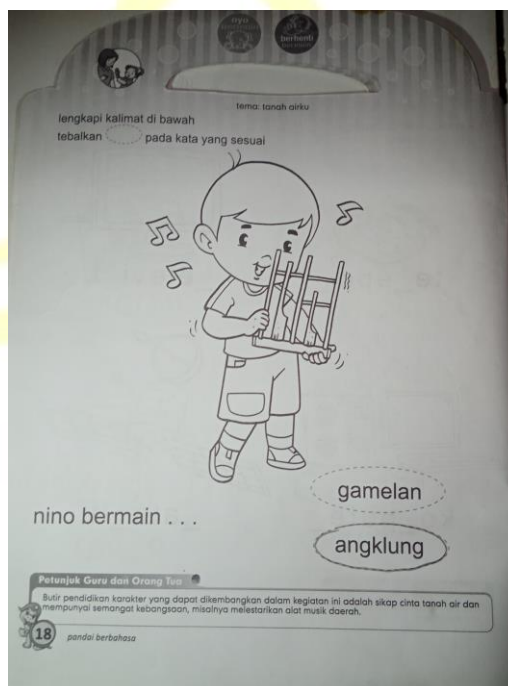 ayo
berhenti
tema: tanah airku
lengkapi kalimat di bawah
tebalkan pada kata yang sesuai
gamelan
nino bermain . . .
angklung
Petunjuk Guru dan Orang Tua
Butir pendidikan karakter yang dapat dikembangkan dalam kegiatan ini adalah sikap cinta tanah air dan
mempunyai semangat kebangsaan, misalnya melestarikan alat musik daerah.
18 pandai berbahasa